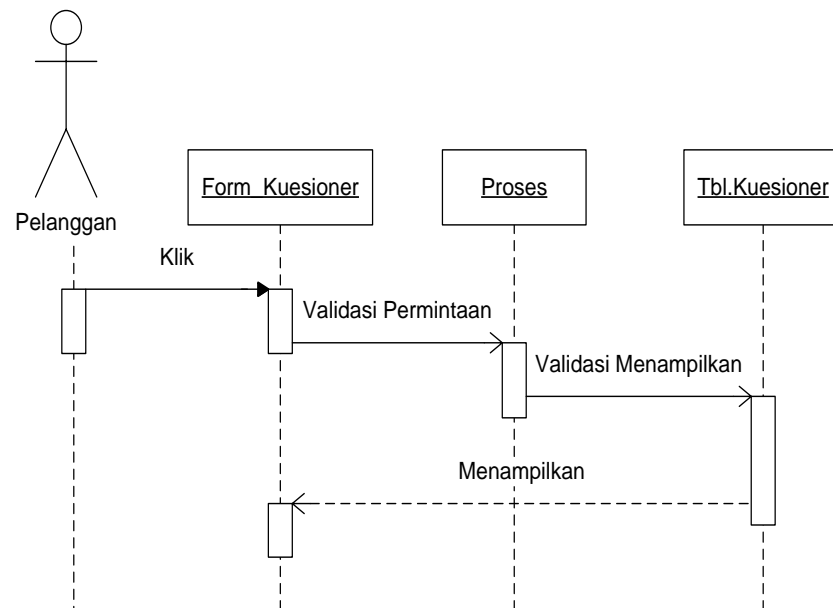 Form_Kuesioner
Proses
Tbl.Kuesioner
Pelanggan
Klik
Validasi Permintaan
Validasi Menampilkan
Menampilkan